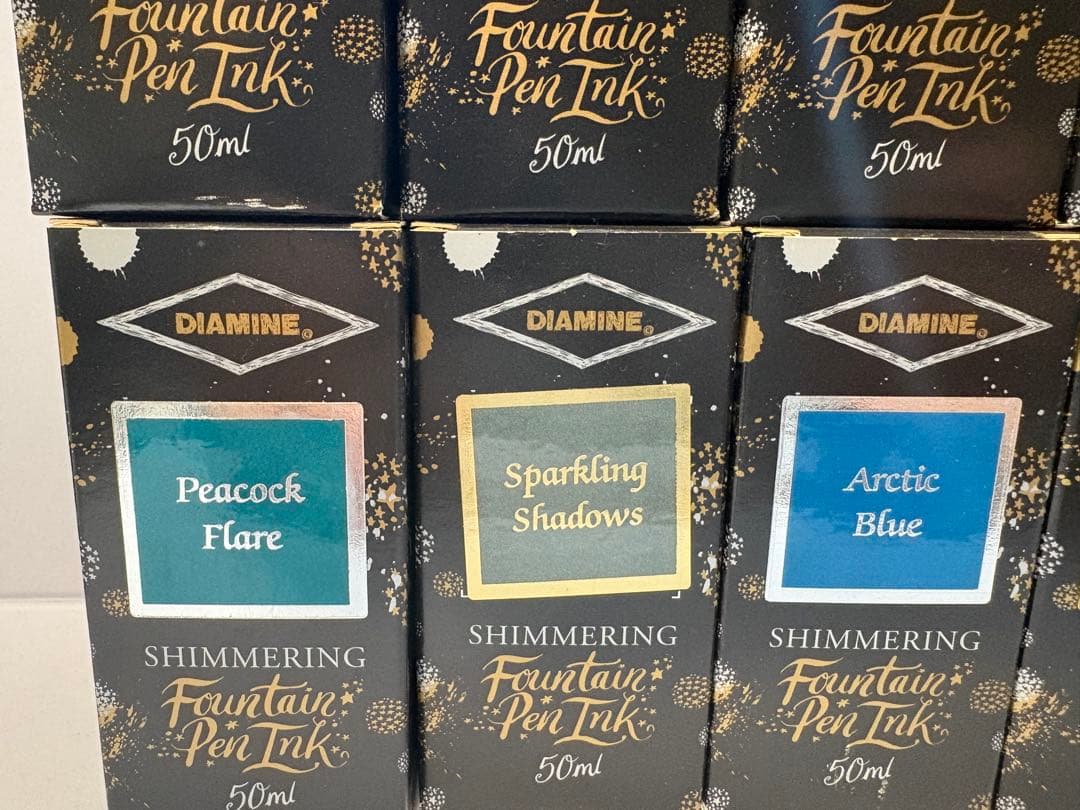 Fountain
Pen Ink
50ml
Fountain
Pen Ink
50ml
Fountain
Pen Ink
50ml
DIAMINE©
Peacock
Flare
SHIMMERING
Fountain
Pen Ink
50ml
DIAMINE©
Sparkling
Shadows
SHIMMERING
Fountain
Pen Ink
50ml
DIAMINE©
Arctic
Blue
SHIMMERING
Fountain
Pen Ink
50ml